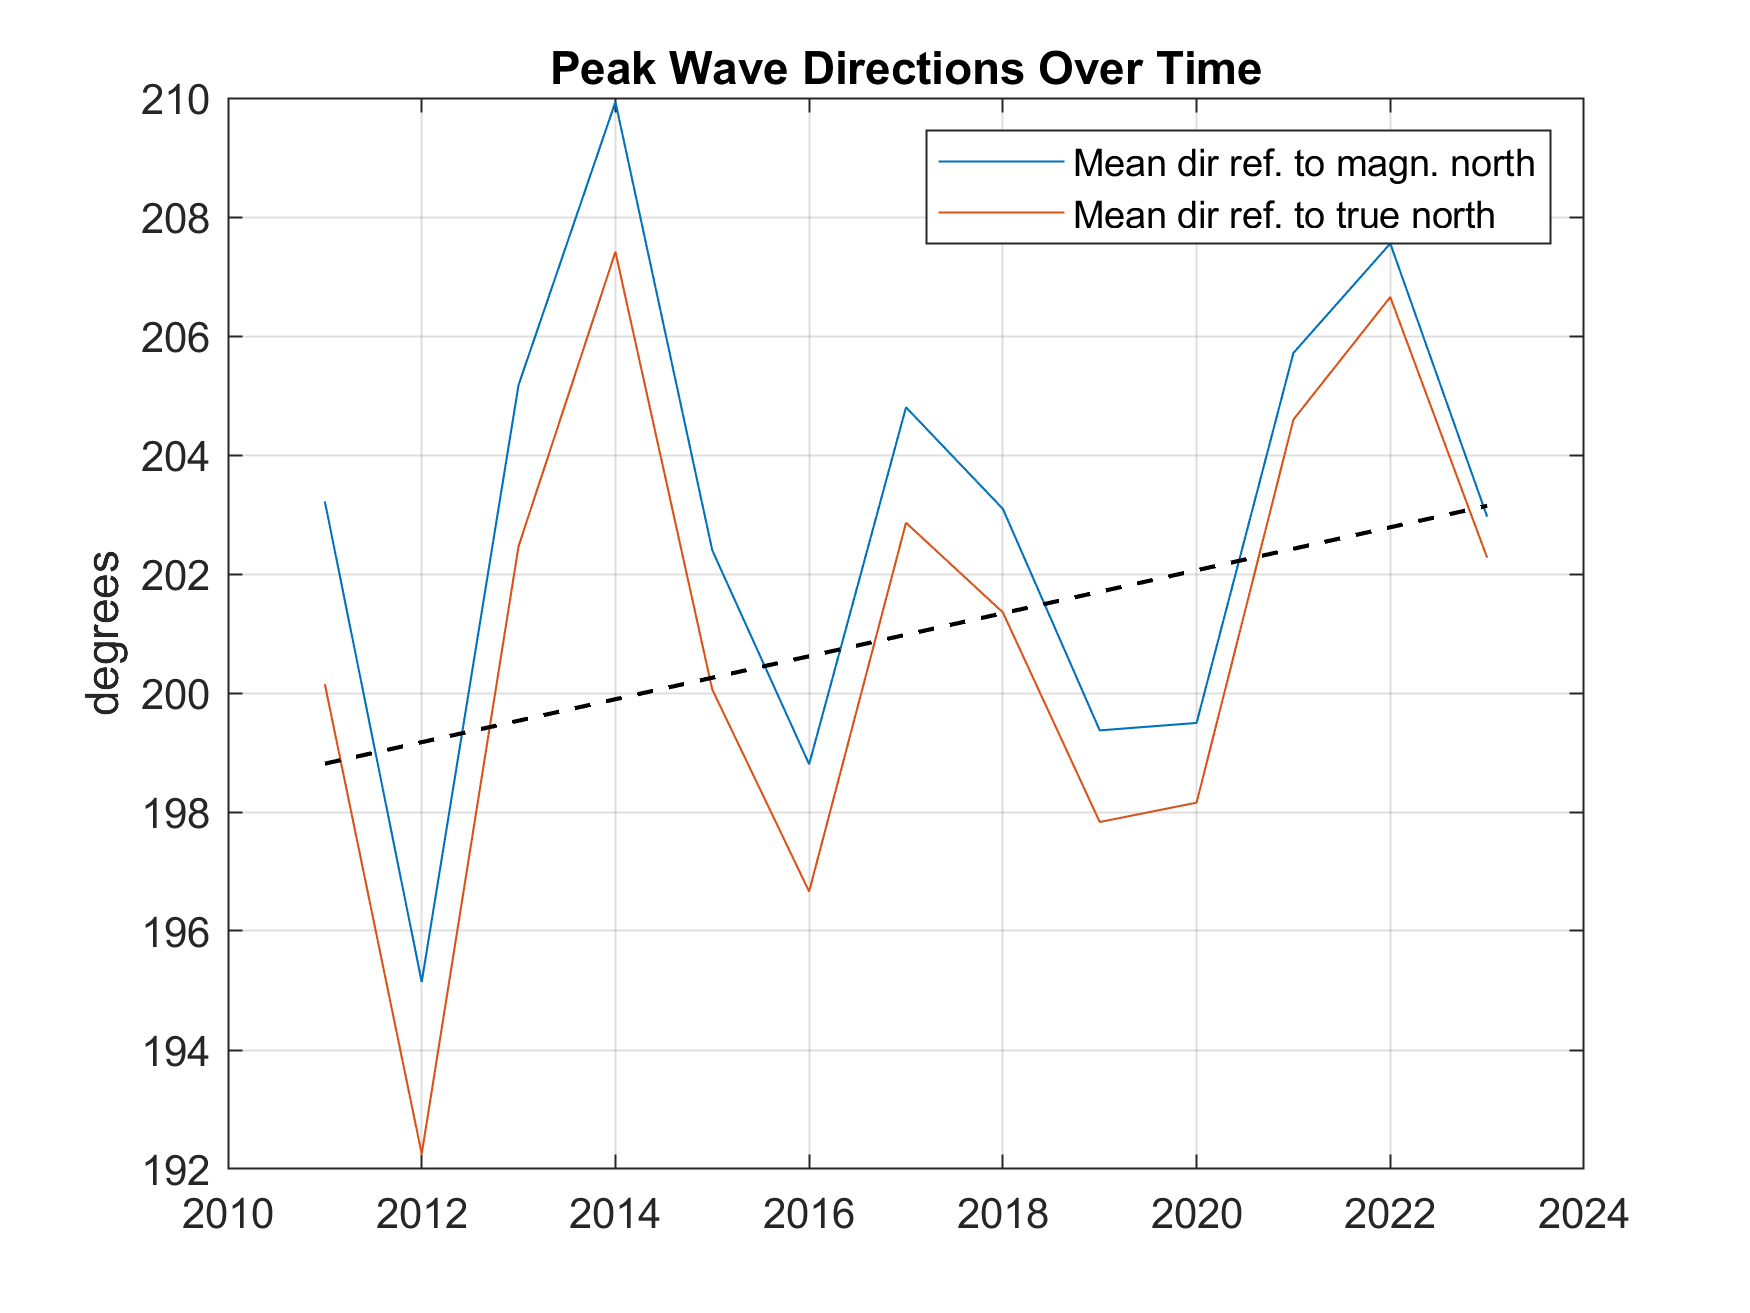 Peak Wave Directions Over Time
210
208
206
204
202
200
198
196
194
192
degrees
Mean dir ref. to magn. north
Mean dir ref. to true north
2010 2012 2014 2016 2018 2020 2022 2024